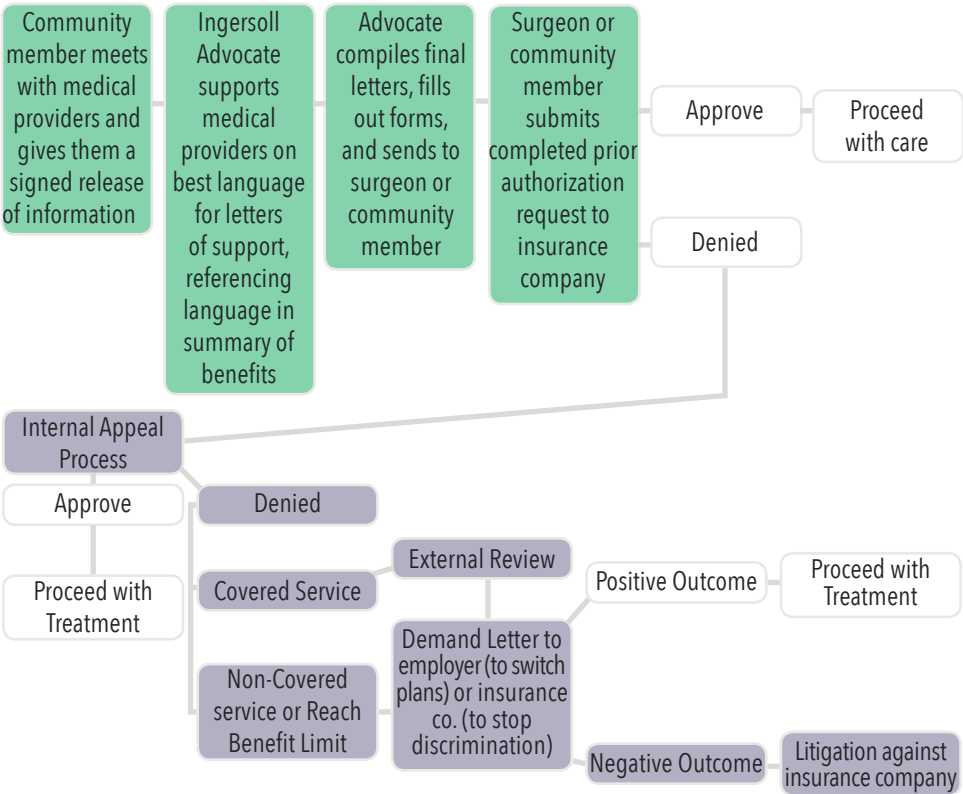 Community
member meets
with medical
providers and
gives them a
signed release
of information
Ingersoll
Advocate
supports
medical
providers on
best language
for letters
of support,
referencing
language in
summary of
benefits
Advocate
compiles final
letters, fills
out forms,
and sends to
surgeon or
community
member
Surgeon or
community
member
submits
completed prior
authorization
request to
insurance
company
Approve
Proceed
with care
Denied
Internal Appeal
Process
Approve
Proceed with
Treatment
Denied
Covered Service
Non-Covered
service or Reach
Benefit Limit
External Review
Demand Letter to
employer (to switch
plans) or insurance
co. (to stop
discrimination)
Positive Outcome
Proceed with
Treatment
Negative Outcome
Litigation against
insurance company